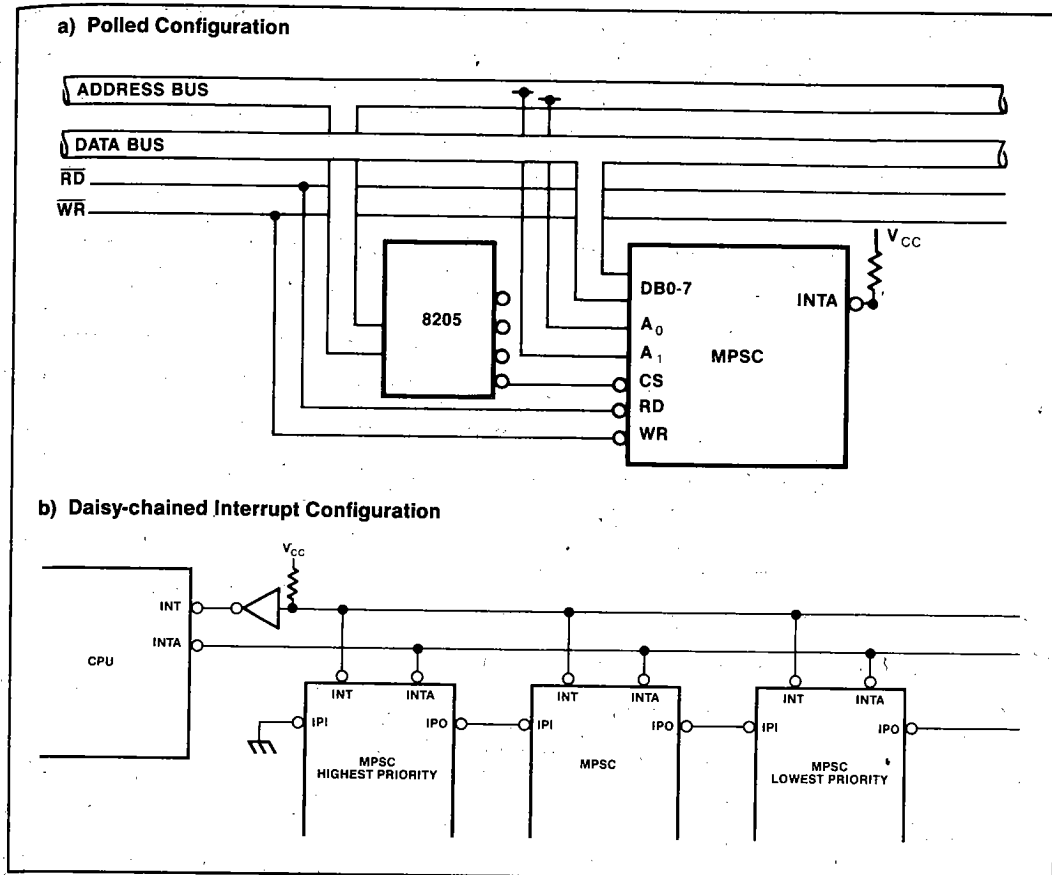 a) Polled Configuration
ADDRESS BUS
DATA BUS
RD
WR
8205
DB0-7
A0
A1
CS
RD
WR
MPSC
INTA
VCC
b) Daisy-chained Interrupt Configuration
VCC
INT
INTA
CPU
INT
INTA
IPI
IPO
MPSC
HIGHEST PRIORITY
INT
INTA
IPI
IPO
MPSC
INT
INTA
IPI
IPO
MPSC
LOWEST PRIORITY